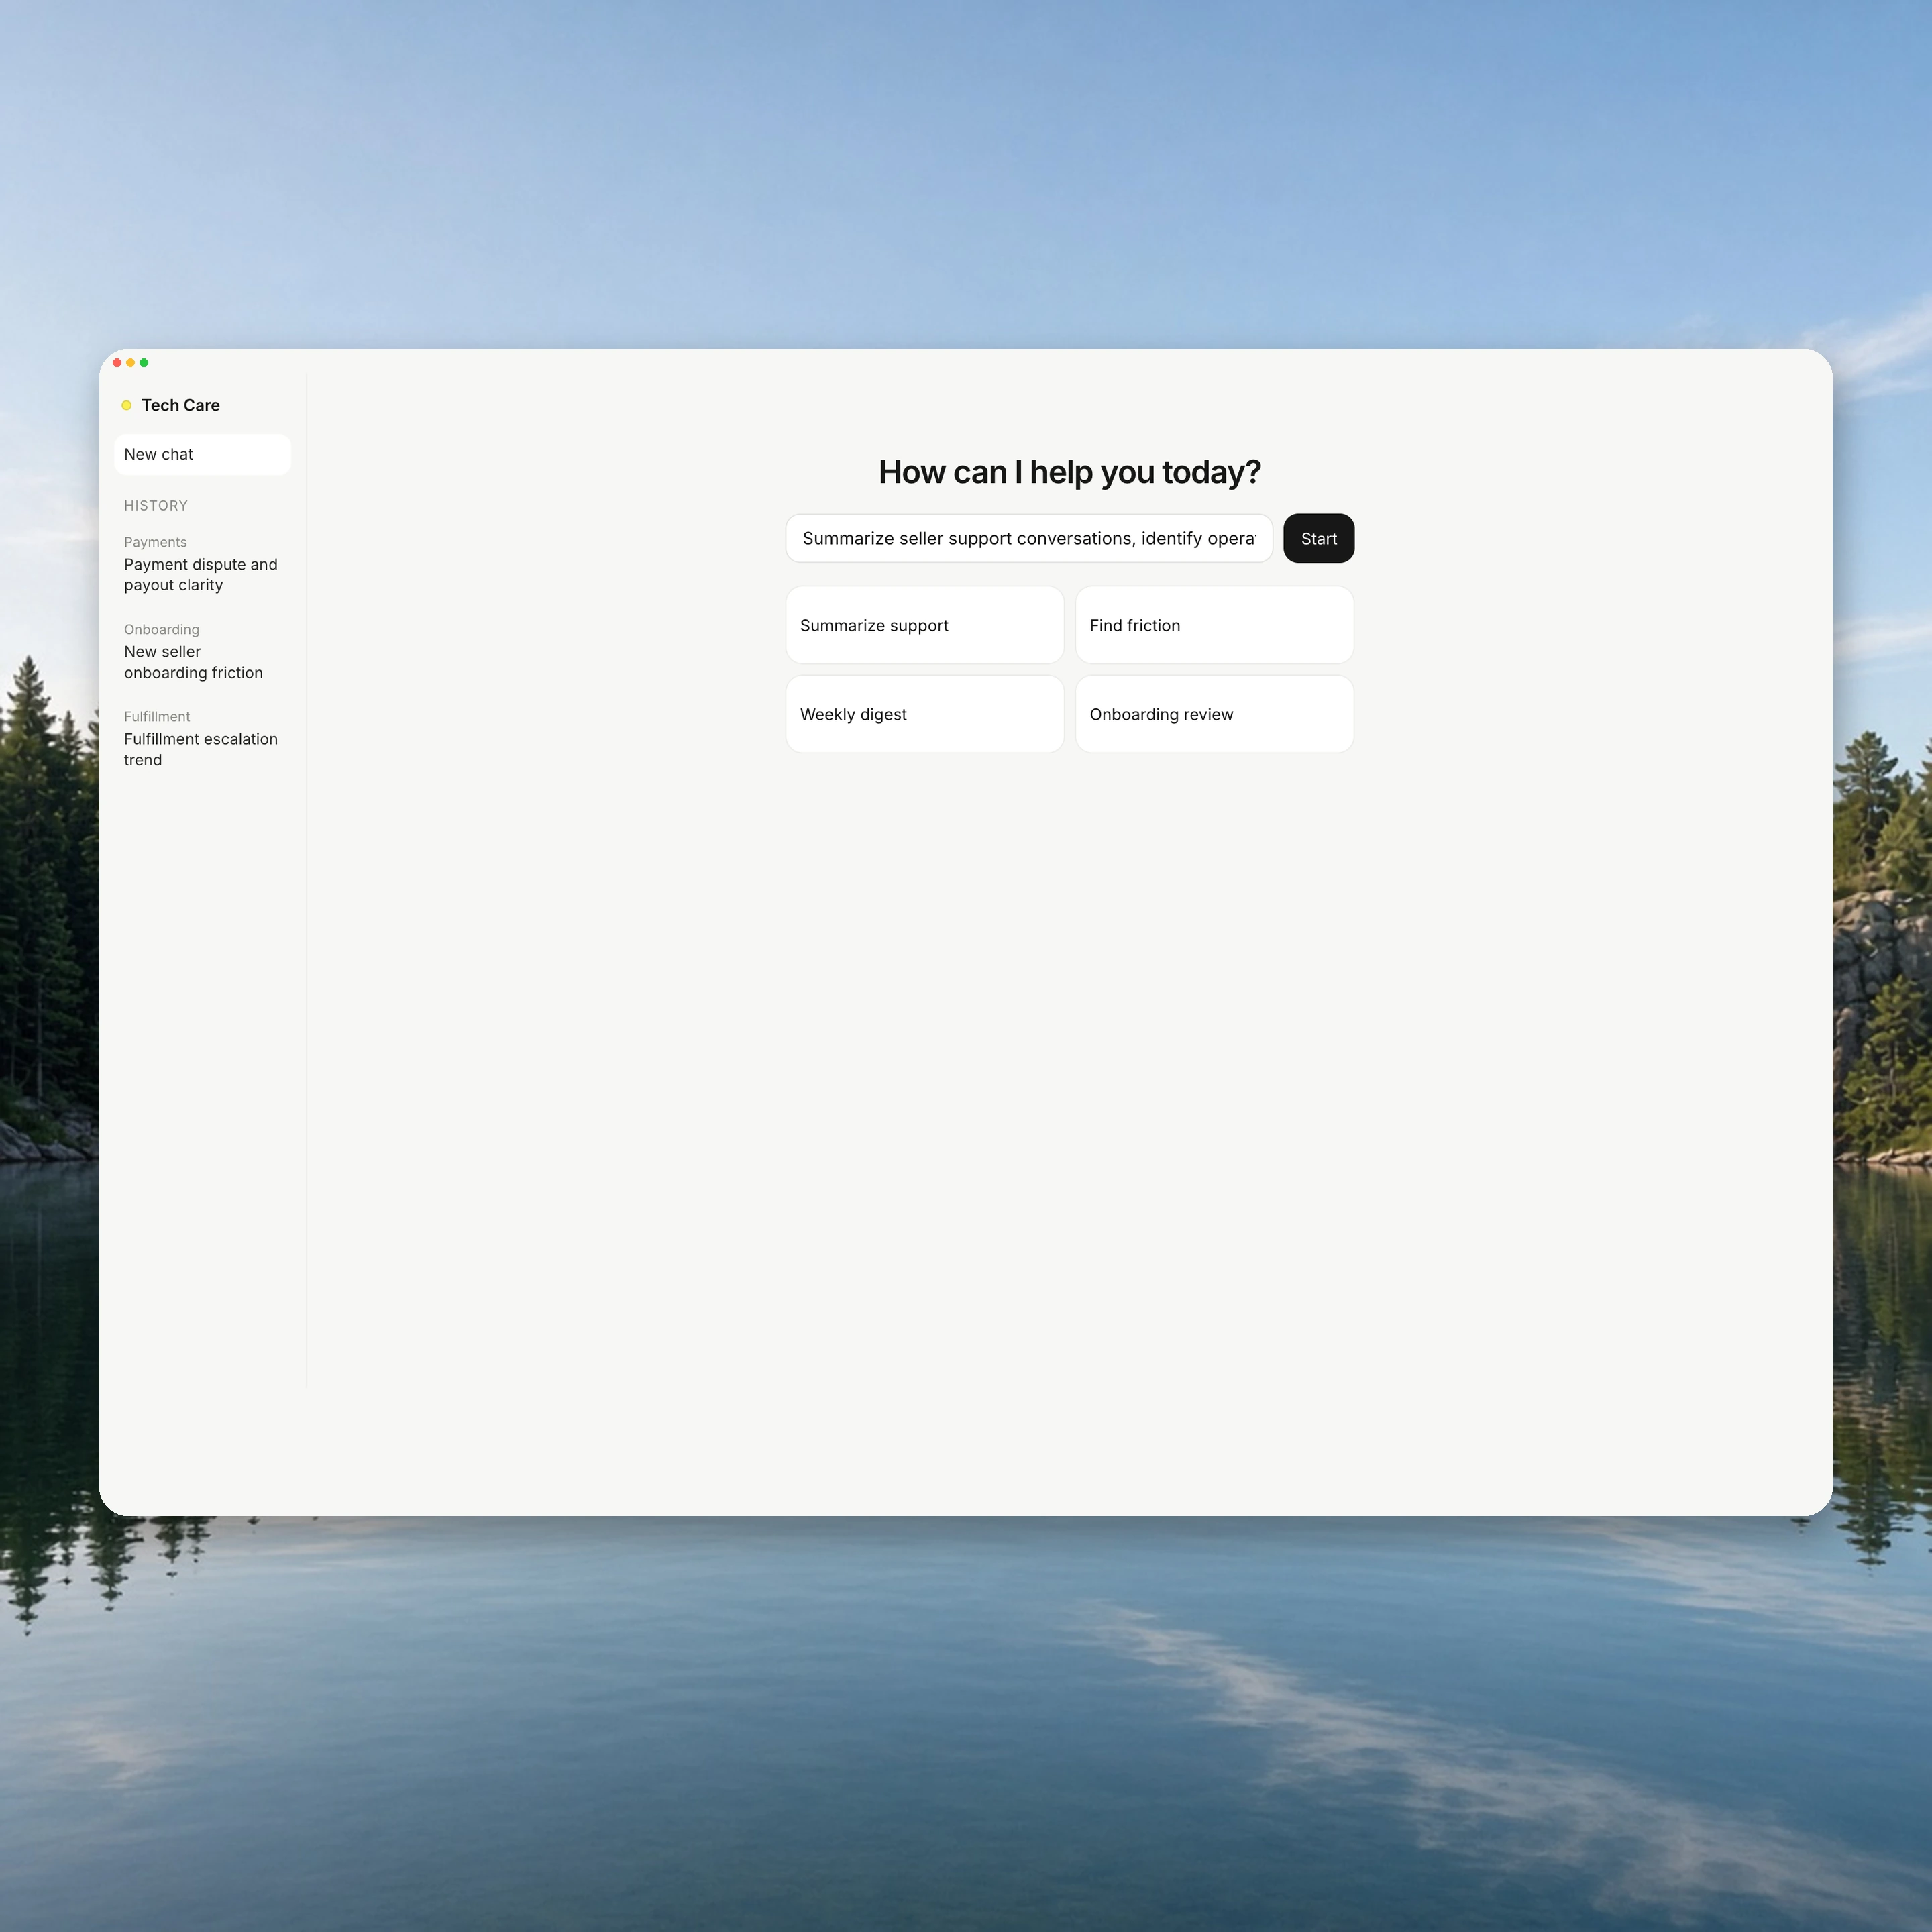 Tech Care
New chat
HISTORY
Payments
Payment dispute and
payout clarity
Onboarding
New seller
onboarding friction
Fulfillment
Fulfillment escalation
trend
How can I help you today?
Summarize seller support conversations, identify opera
Start
Summarize support
Find friction
Weekly digest
Onboarding review